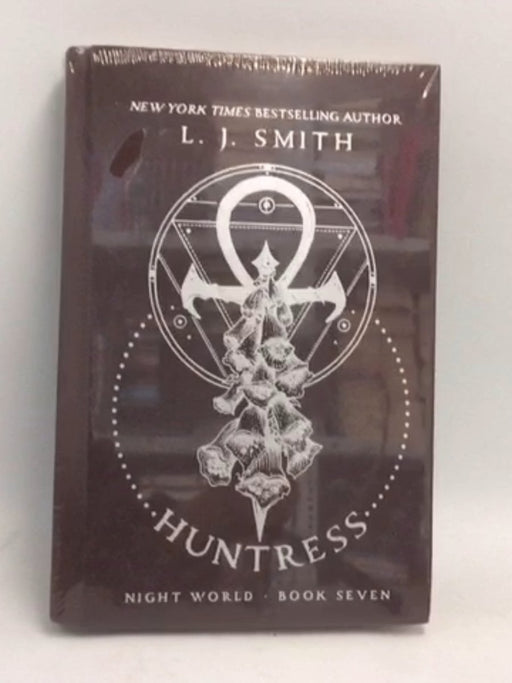 NEW YORK TIMES BESTSELLING AUTHOR
L. J. SMITH
HUNTRESS
NIGHT WORLD · BOOK SEVEN